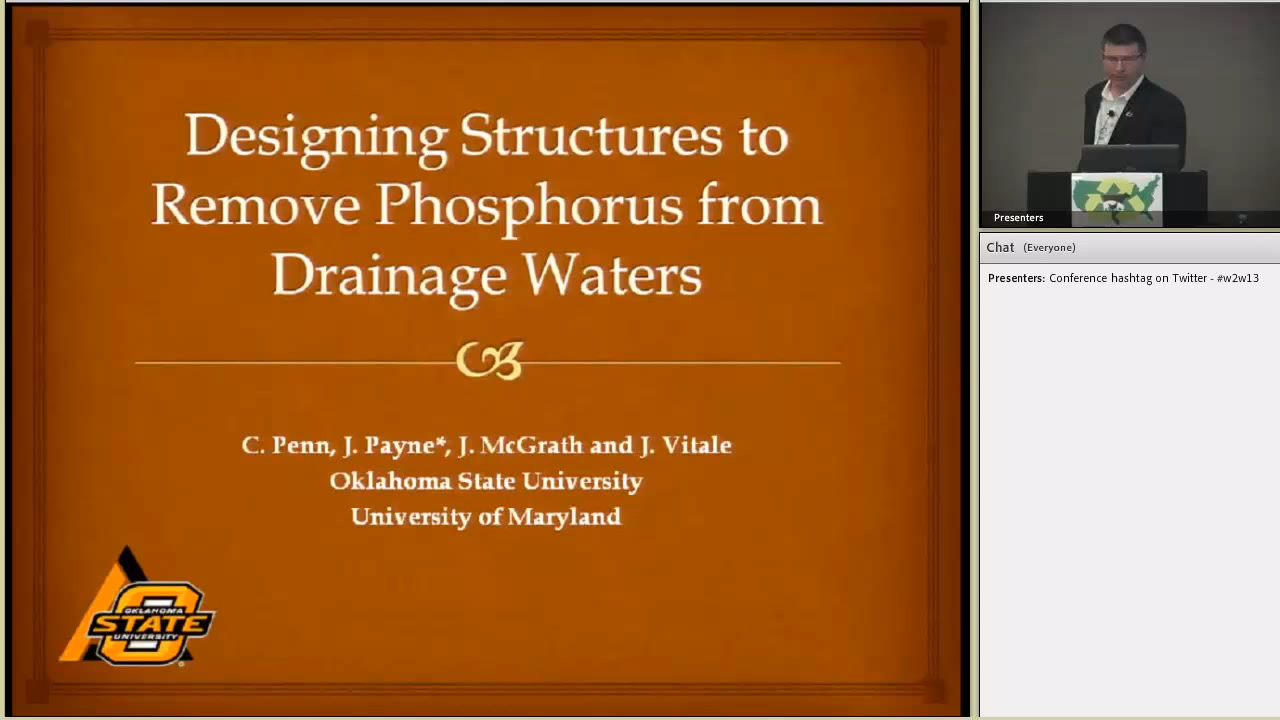 Designing Structures to
Remove Phosphorus from
Drainage Waters
C. Penn, J. Payne*, J. McGrath and J. Vitale
Oklahoma State University
University of Maryland
OKLAHOMA
STATE
UNIVERSITY
Presenters
Chat (Everyone)
Presenters: Conference hashtag on Twitter - #w2w13